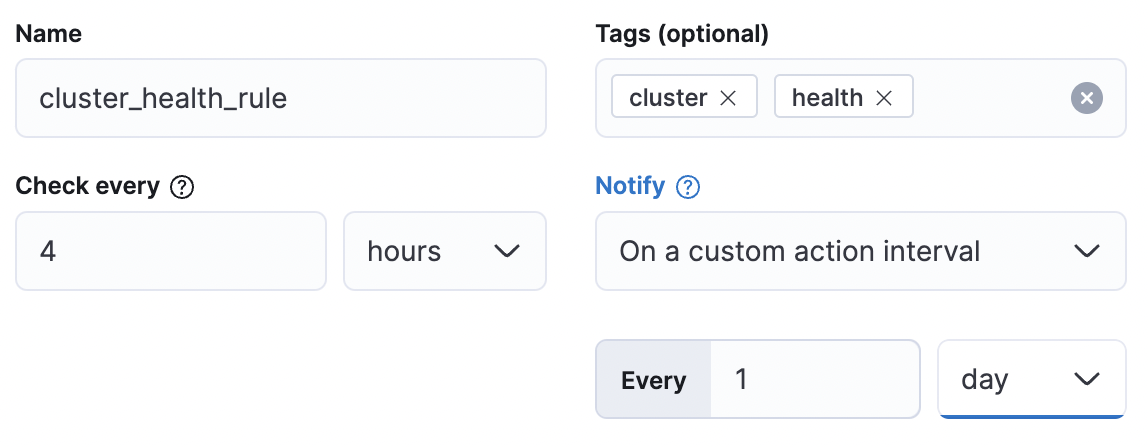 Name
cluster_health_rule
Tags (optional)
cluster health
Check every
4 hours
Notify
On a custom action interval
Every 1 day